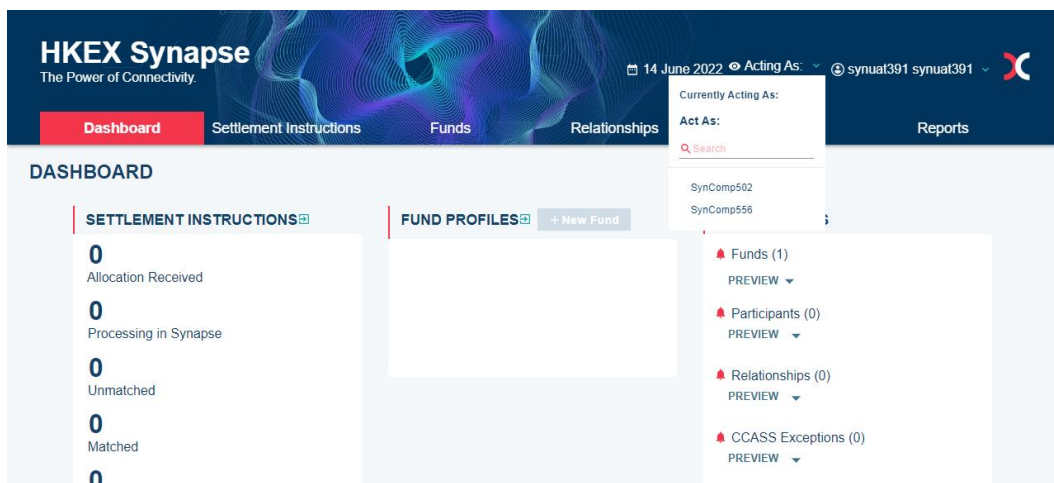 HKEX Synapse
The Power of Connectivity.
14 June 2022 Acting As: synuat391 synuat391
Currently Acting As:
Act As:
Search
SynComp502
SynComp556
Dashboard Settlement Instructions Funds Relationships Reports
DASHBOARD
SETTLEMENT INSTRUCTIONS
0
Allocation Received
0
Processing in Synapse
0
Unmatched
0
Matched
0
FUND PROFILES + New Fund
Funds (1)
PREVIEW
Participants (0)
PREVIEW
Relationships (0)
PREVIEW
CCASS Exceptions (0)
PREVIEW